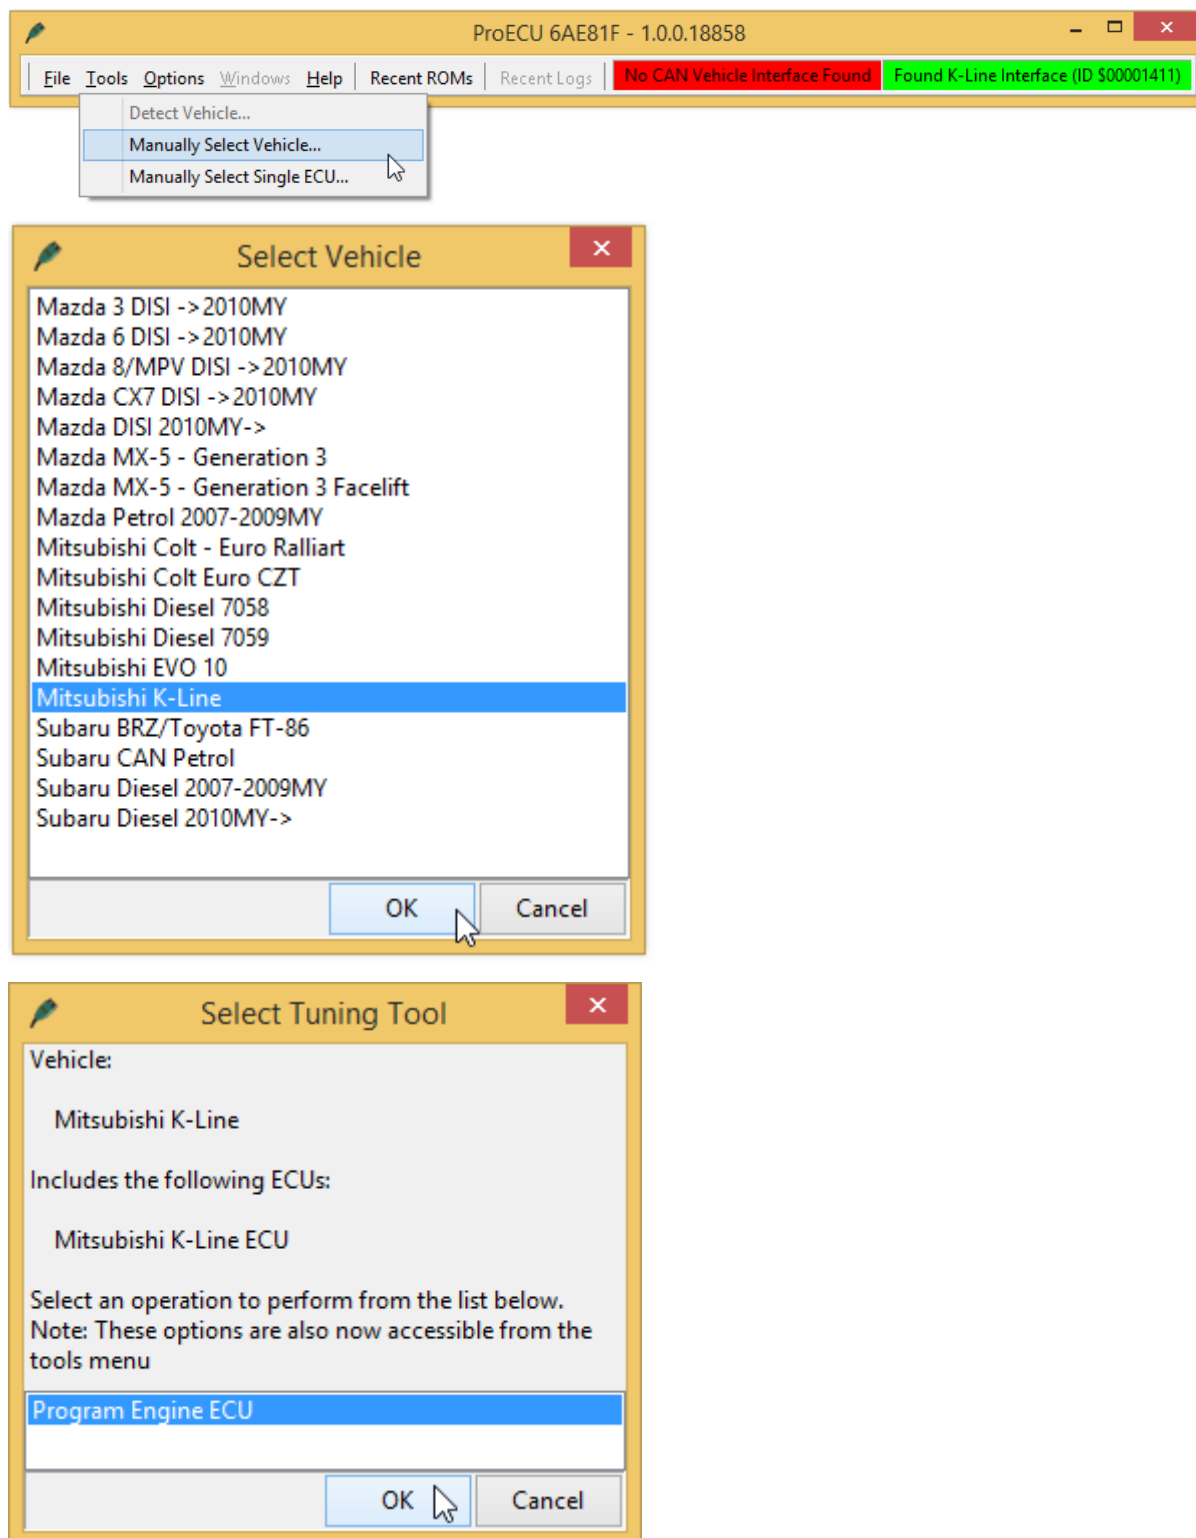 ProECU 6AE81F - 1.0.0.18858
File Tools Options Windows Help Recent ROMs Recent Logs No CAN Vehicle Interface Found Found K-Line Interface (ID $00001411)
Detect Vehicle...
Manually Select Vehicle...
Manually Select Single ECU...
Select Vehicle
Mazda 3 DISI ->2010MY
Mazda 6 DISI ->2010MY
Mazda 8/MPV DISI ->2010MY
Mazda CX7 DISI ->2010MY
Mazda DISI 2010MY->
Mazda MX-5 - Generation 3
Mazda MX-5 - Generation 3 Facelift
Mazda Petrol 2007-2009MY
Mitsubishi Colt - Euro Ralliart
Mitsubishi Colt Euro CZT
Mitsubishi Diesel 7058
Mitsubishi Diesel 7059
Mitsubishi EVO 10
Mitsubishi K-Line
Subaru BRZ/Toyota FT-86
Subaru CAN Petrol
Subaru Diesel 2007-2009MY
Subaru Diesel 2010MY->
OK Cancel
Select Tuning Tool
Vehicle:
Mitsubishi K-Line
Includes the following ECUs:
Mitsubishi K-Line ECU
Select an operation to perform from the list below.
Note: These options are also now accessible from the
tools menu
Program Engine ECU
OK Cancel